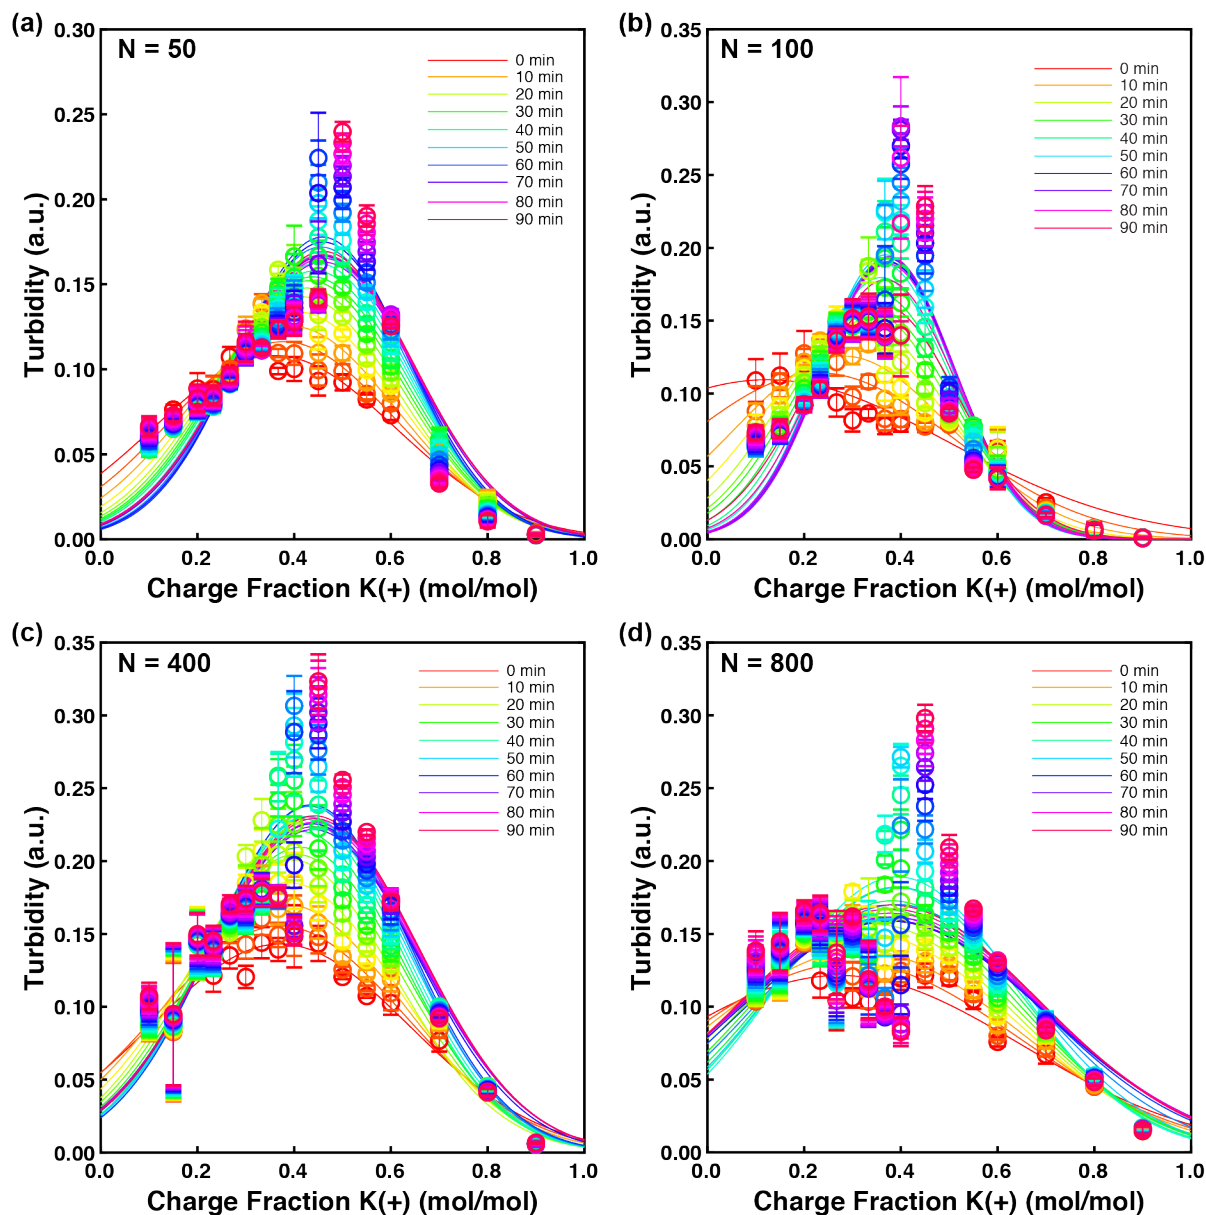 (a)
N = 50
0 min
10 min
20 min
30 min
40 min
50 min
60 min
70 min
80 min
90 min
0.30
0.25
0.20
0.15
0.10
0.05
0.00
Turbidity (a.u.)
0.0 0.2 0.4 0.6 0.8 1.0
Charge Fraction K(+) (mol/mol)
(b)
N = 100
0 min
10 min
20 min
30 min
40 min
50 min
60 min
70 min
80 min
90 min
0.35
0.30
0.25
0.20
0.15
0.10
0.05
0.00
Turbidity (a.u.)
0.0 0.2 0.4 0.6 0.8 1.0
Charge Fraction K(+) (mol/mol)
(c)
N = 400
0 min
10 min
20 min
30 min
40 min
50 min
60 min
70 min
80 min
90 min
0.35
0.30
0.25
0.20
0.15
0.10
0.05
0.00
Turbidity (a.u.)
0.0 0.2 0.4 0.6 0.8 1.0
Charge Fraction K(+) (mol/mol)
(d)
N = 800
0 min
10 min
20 min
30 min
40 min
50 min
60 min
70 min
80 min
90 min
0.35
0.30
0.25
0.20
0.15
0.10
0.05
0.00
Turbidity (a.u.)
0.0 0.2 0.4 0.6 0.8 1.0
Charge Fraction K(+) (mol/mol)